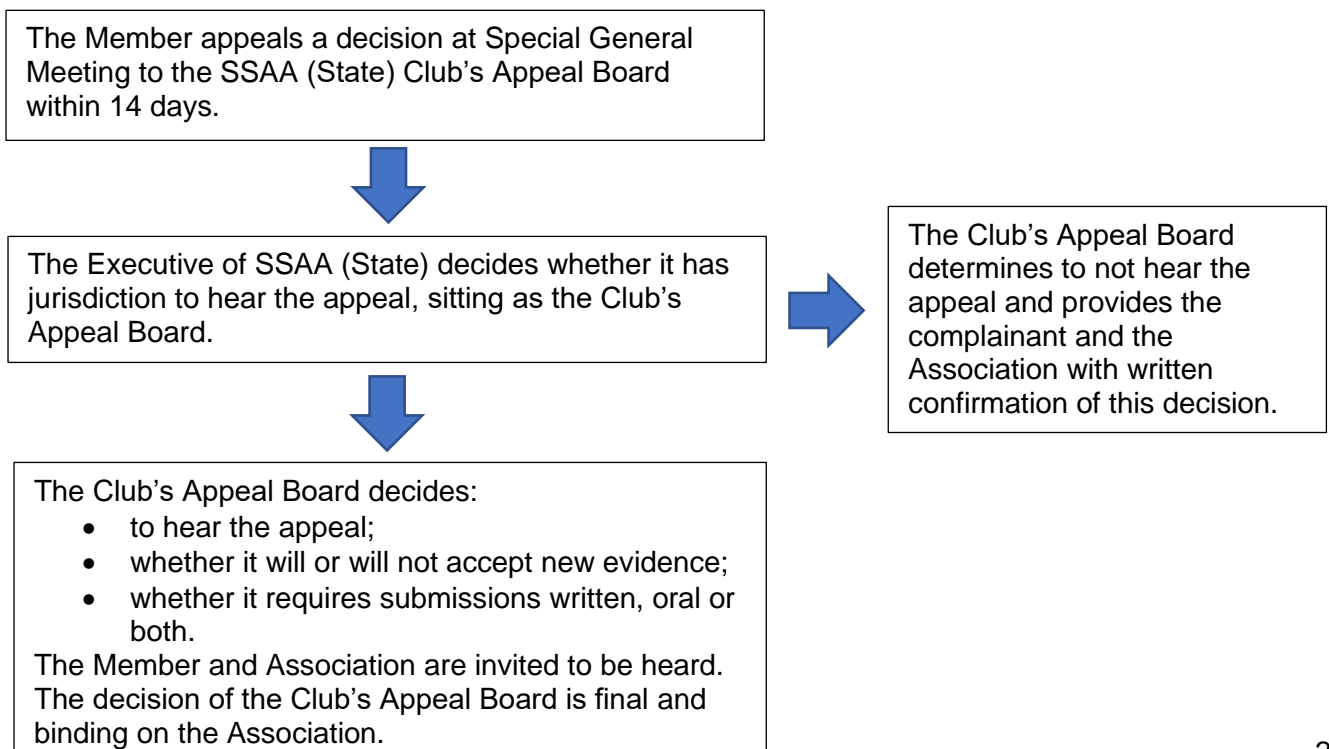 The Member appeals a decision at Special General
Meeting to the SSAA (State) Club’s Appeal Board
within 14 days.
The Executive of SSAA (State) decides whether it has
jurisdiction to hear the appeal, sitting as the Club’s
Appeal Board.
The Club’s Appeal Board
determines to not hear the
appeal and provides the
complainant and the
Association with written
confirmation of this decision.
The Club’s Appeal Board decides:
• to hear the appeal;
• whether it will or will not accept new evidence;
• whether it requires submissions written, oral or
both.
The Member and Association are invited to be heard.
The decision of the Club’s Appeal Board is final and
binding on the Association.